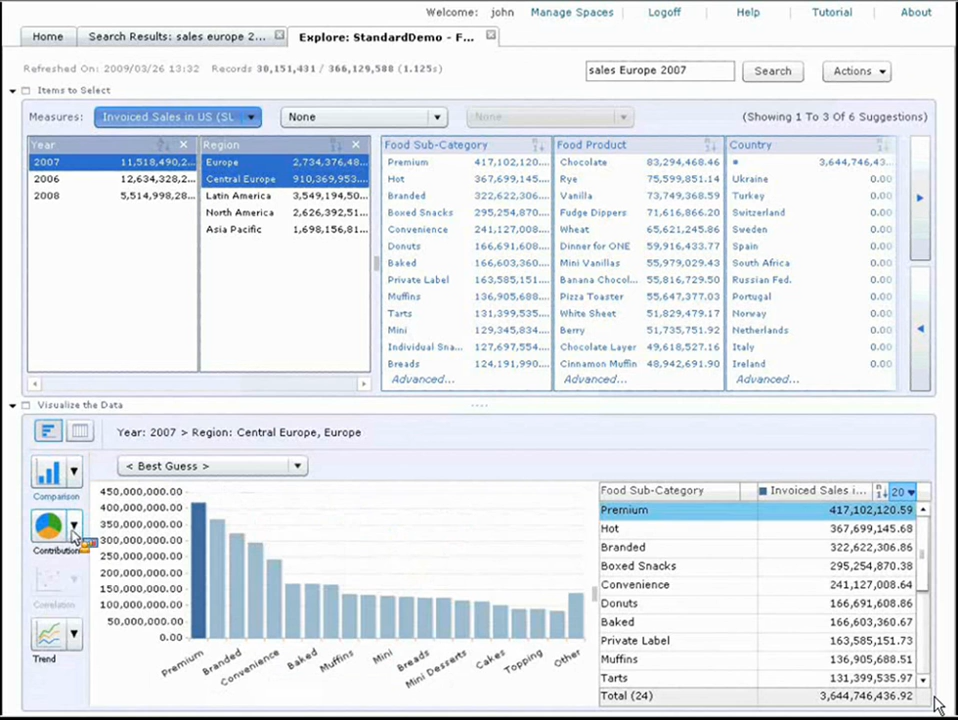 Welcome: john Manage Spaces Logoff Help Tutorial About
Home Search Results: sales europe 2... Explore: StandardDemo - F...
Refreshed On: 2009/03/26 13:32 Records 30,151,431 / 366,129,588 (1.125s) sales Europe 2007 Search Actions
Items to Select
Measures: Invoiced Sales in US (SU None None (Showing 1 To 3 Of 6 Suggestions)
Year Region Food Sub-Category Food Product Country
2007 11,518,490,2... Europe 2,734,376,48... Premium 417,102,120.... Chocolate 83,294,468.46 3,644,746,43...
2006 12,634,328,2... Central Europe 910,369,953.... Hot 367,699,145.... Rye 75,599,851.14 Ukraine 0.00
2008 5,514,998,28... Latin America 3,549,194,50... Branded 322,622,306.... Vanilla 73,749,368.59 Turkey 0.00
North America 2,626,392,51... Boxed Snacks 295,254,870.... Fudge Dippers 71,616,866.20 Switzerland 0.00
Asia Pacific 1,698,156,81... Convenience 241,127,008.... Wheat 65,621,245.86 Sweden 0.00
Donuts 166,691,608.... Dinner for ONE 59,916,433.77 Spain 0.00
Baked 166,603,360.... Mini Vanillas 55,979,029.43 South Africa 0.00
Private Label 163,585,151.... Banana Chocol... 55,816,729.50 Russian Fed. 0.00
Muffins 136,905,688.... Pizza Toaster 55,647,377.03 Portugal 0.00
Tarts 131,399,535.... White Sheet 51,829,479.17 Norway 0.00
Mini 129,345,834.... Berry 51,735,751.92 Netherlands 0.00
Individual Sna... 127,697,554.... Chocolate Layer 49,618,527.16 Italy 0.00
Breads 124,191,990.... Cinnamon Muffin 48,942,691.90 Ireland 0.00
Advanced... Advanced... Advanced...
Visualize the Data
Year: 2007 > Region: Central Europe, Europe
< Best Guess >
Comparison
Contribution
Correlation
Trend
450,000,000.00
400,000,000.00
350,000,000.00
300,000,000.00
250,000,000.00
200,000,000.00
150,000,000.00
100,000,000.00
50,000,000.00
0.00
Premium Branded Convenience Baked Muffins Mini Breads Mini Desserts Cakes Topping Other
Food Sub-Category Invoiced Sales i... 20
Premium 417,102,120.59
Hot 367,699,145.68
Branded 322,622,306.86
Boxed Snacks 295,254,870.38
Convenience 241,127,008.64
Donuts 166,691,608.86
Baked 166,603,360.67
Private Label 163,585,151.73
Muffins 136,905,688.51
Tarts 131,399,535.97
Total (24) 3,644,746,436.92